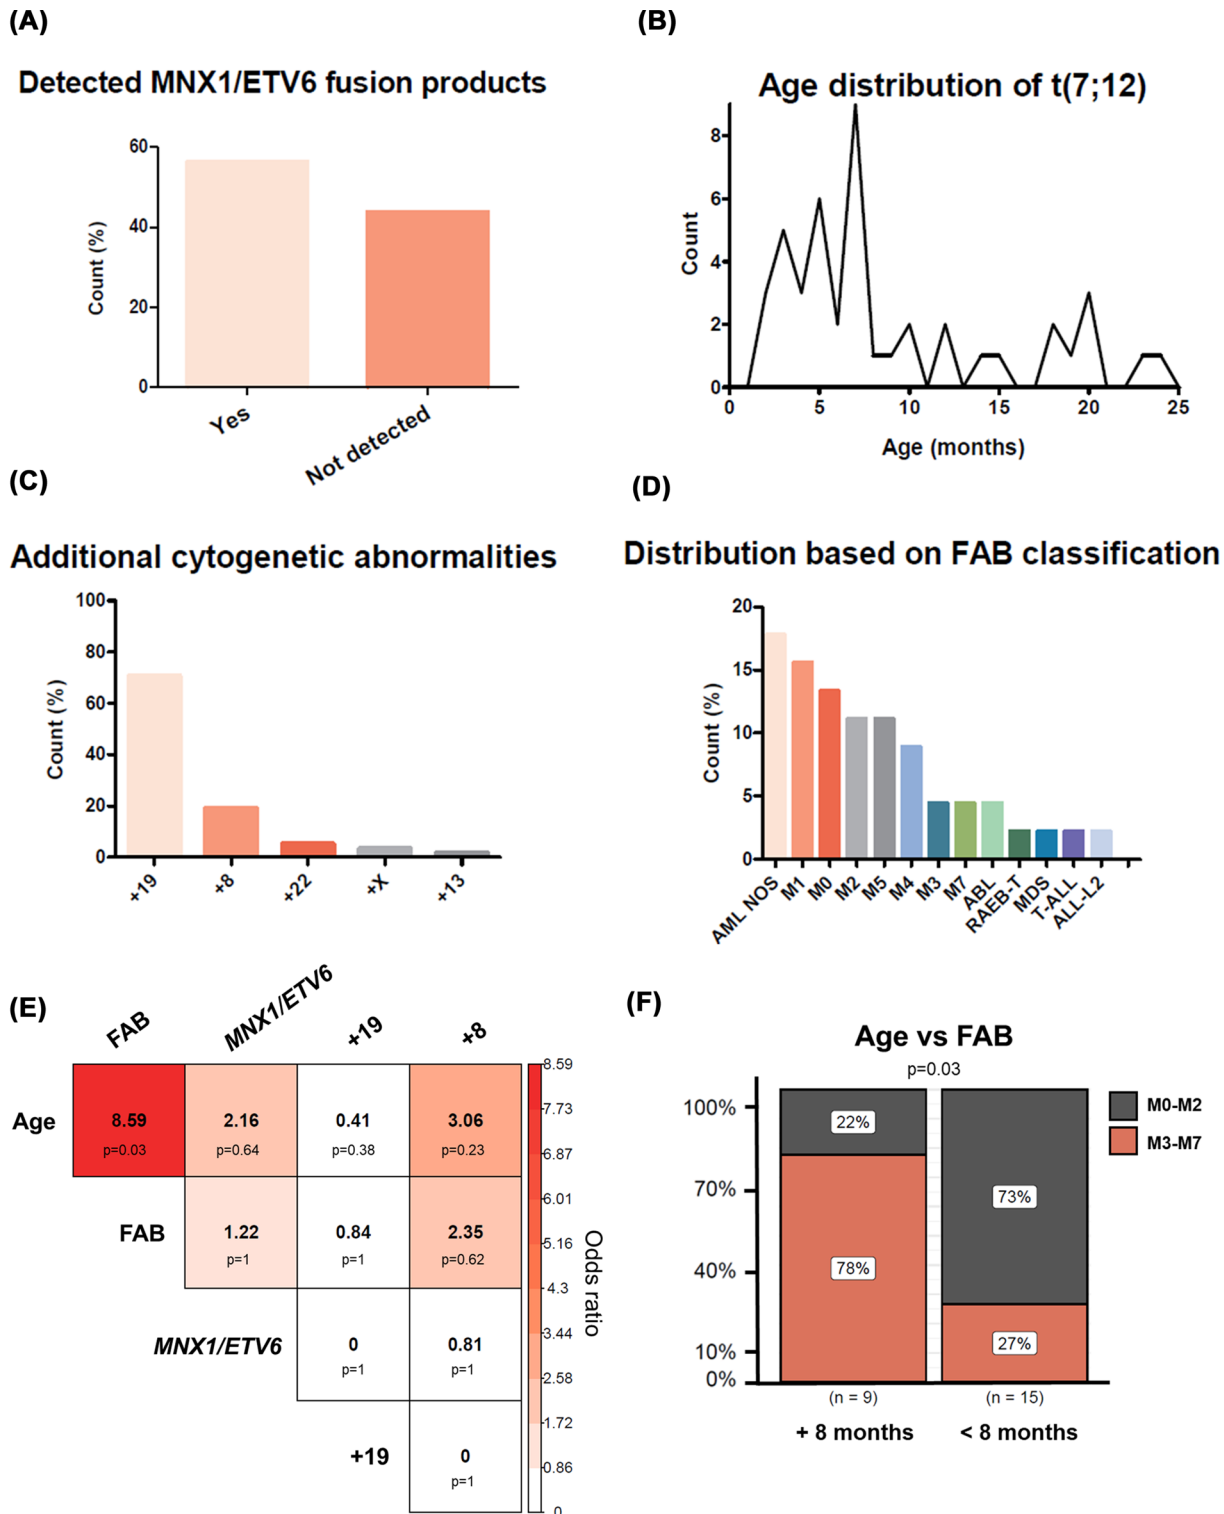 (A)
Detected MNX1/ETV6 fusion products
Count (%)
60
40
20
0
Yes
Not detected
(B)
Age distribution of t(7;12)
Count
8
6
4
2
0
0 5 10 15 20 25
Age (months)
(C)
Additional cytogenetic abnormalities
Count (%)
100
80
60
40
20
0
+19 +8 +22 +X +13
(D)
Distribution based on FAB classification
Count (%)
20
15
10
5
0
AML NOS M1 M0 M2 M5 M4 M3 M7 ABL RAEB-T MDS T-ALL ALL-L2
(E)
FAB MNX1/ETV6 +19 +8
Age
8.59 2.16 0.41 3.06
p=0.03 p=0.64 p=0.38 p=0.23
FAB
1.22 0.84 2.35
p=1 p=1 p=0.62
MNX1/ETV6
0 0.81
p=1 p=1
+19
0
p=1
8.59
7.73
6.87
6.01
5.16
4.3
3.44
2.58
1.72
0.86
0
Odds ratio
(F)
Age vs FAB
p=0.03
100%
70%
40%
10%
0%
22%
78%
73%
27%
M0-M2
M3-M7
(n = 9) (n = 15)
+ 8 months < 8 months